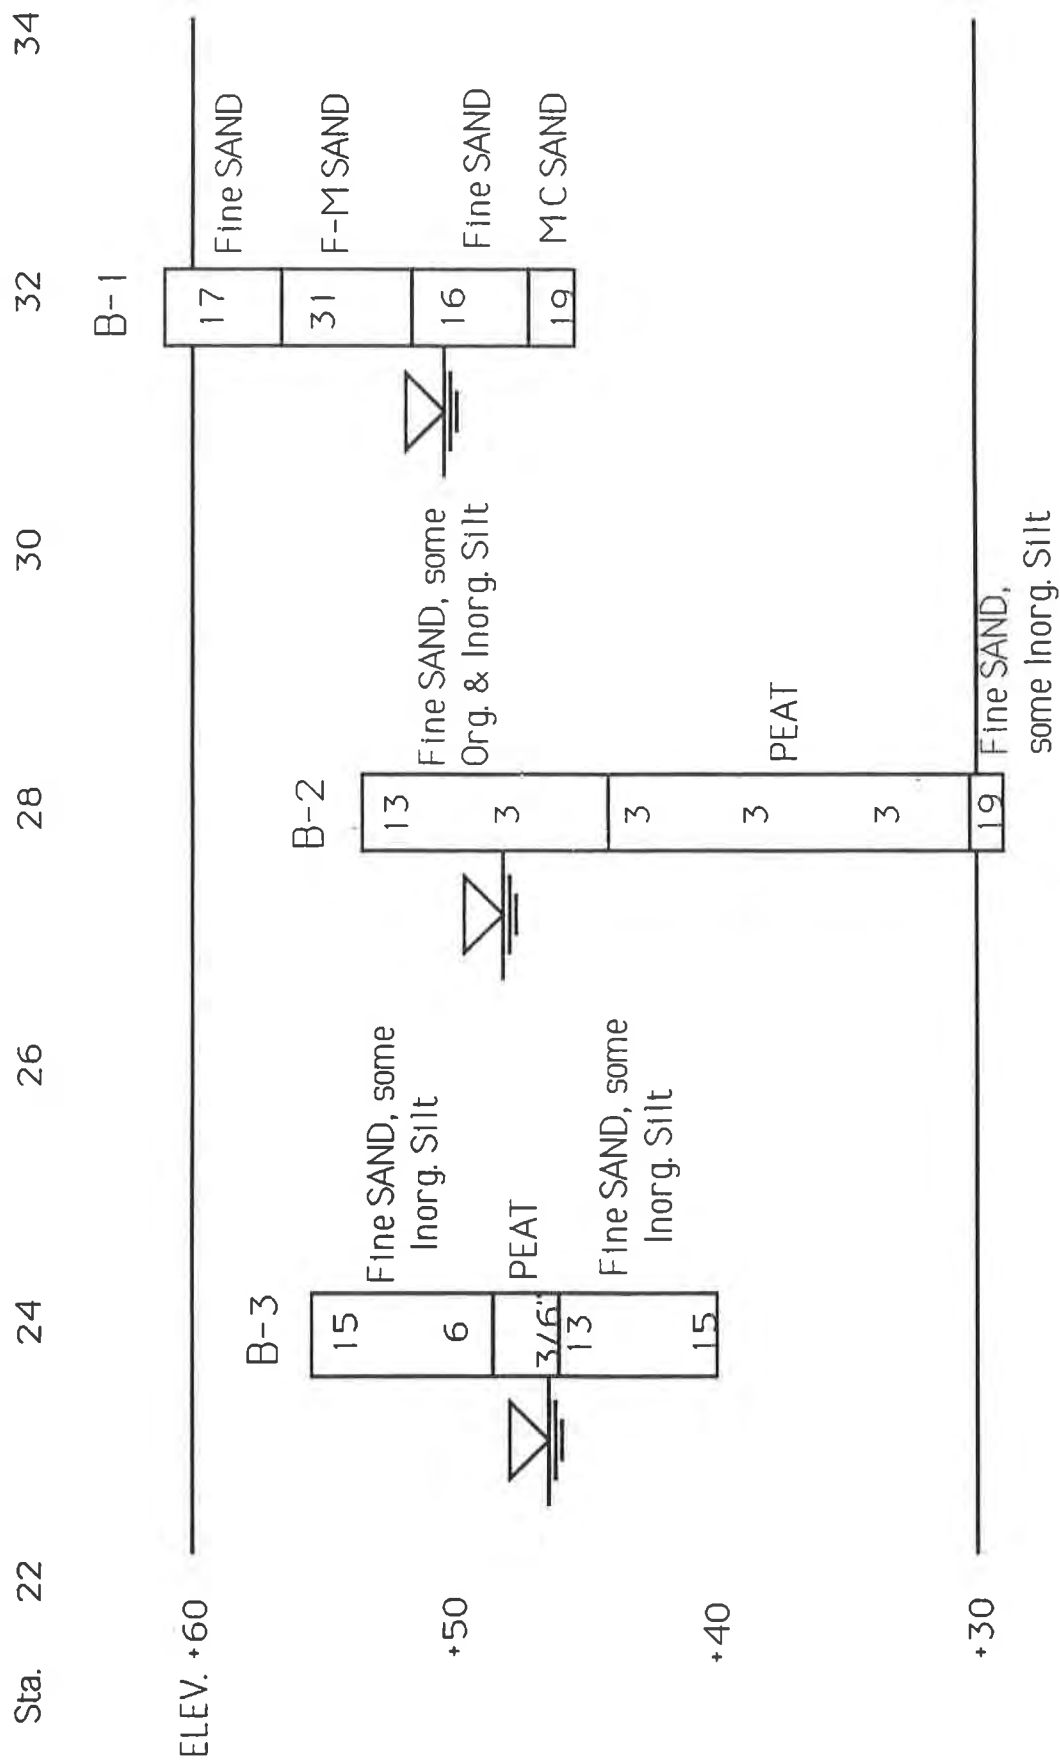 Sta. 22 24 26 28 30 32 34
ELEV. +60
+50
+40
+30
B-3
15
6
3/6"
13
15
Fine SAND, some
Inorg. Silt
PEAT
Fine SAND, some
Inorg. Silt
B-2
13
3
3
3
3
19
Fine SAND, some
Org. & Inorg. Silt
PEAT
Fine SAND,
some Inorg. Silt
B-1
17
31
16
19
Fine SAND
F-M SAND
Fine SAND
M C SAND